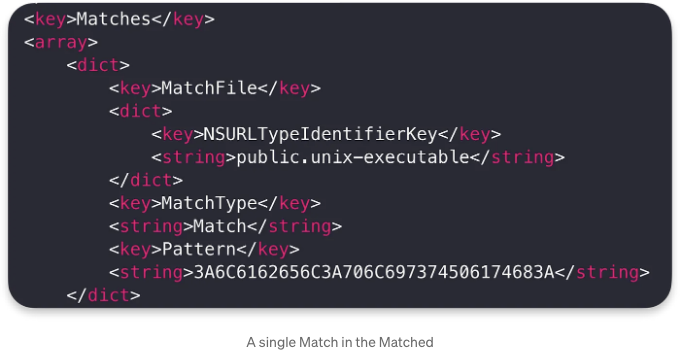 <key>Matches</key>
<array>
<dict>
<key>MatchFile</key>
<dict>
<key>NSURLTypeIdentifierKey</key>
<string>public.unix-executable</string>
</dict>
<key>MatchType</key>
<string>Match</string>
<key>Pattern</key>
<string>3A6C6162656C3A706C697374506174683A</string>
</dict>
A single Match in the Matched